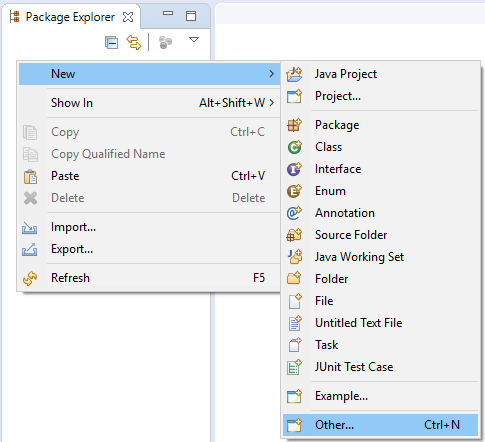 Package Explorer
New
Show In Alt+Shift+W
Copy Ctrl+C
Copy Qualified Name
Paste Ctrl+V
Delete Delete
Import...
Export...
Refresh F5
Java Project
Project...
Package
Class
Interface
Enum
Annotation
Source Folder
Java Working Set
Folder
File
Untitled Text File
Task
JUnit Test Case
Example...
Other... Ctrl+N